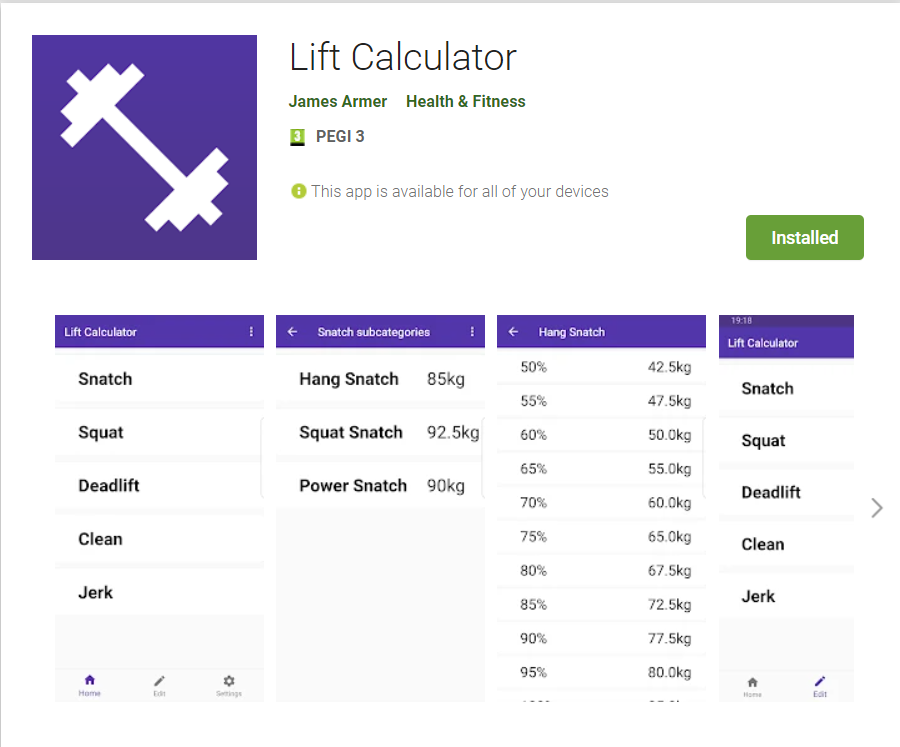 Lift Calculator
James Armer Health & Fitness
3 PEGI 3
This app is available for all of your devices
Installed
Lift Calculator
Snatch
Squat
Deadlift
Clean
Jerk
Home Edit Settings
Snatch subcategories
Hang Snatch 85kg
Squat Snatch 92.5kg
Power Snatch 90kg
Hang Snatch
50% 42.5kg
55% 47.5kg
60% 50.0kg
65% 55.0kg
70% 60.0kg
75% 65.0kg
80% 67.5kg
85% 72.5kg
90% 77.5kg
95% 80.0kg
19:18
Lift Calculator
Snatch
Squat
Deadlift
Clean
Jerk
Home Edit